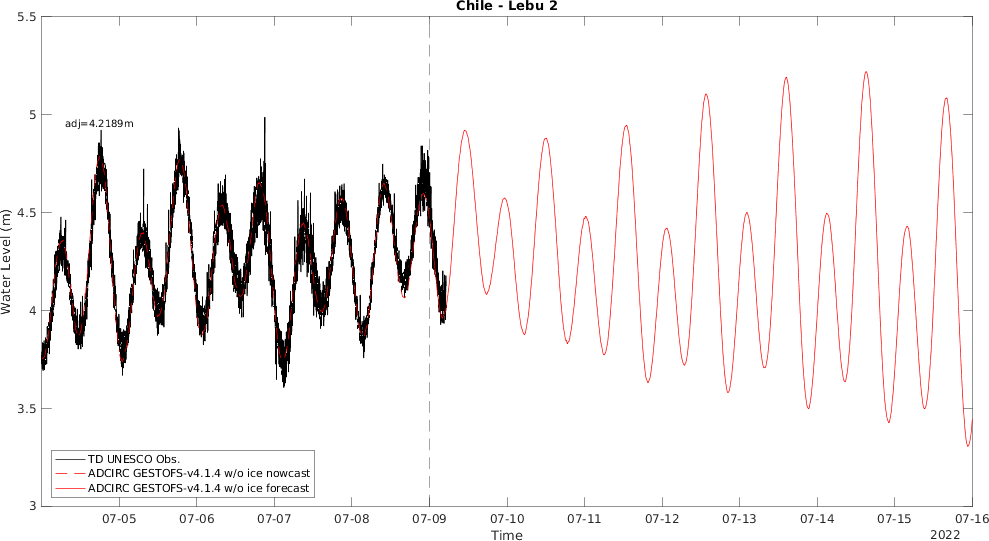 Chile - Lebu 2
5.5
5
4.5
4
3.5
3
Water Level (m)
adj=4.2189m
TD UNESCO Obs.
ADCIRC GESTOFS-v4.1.4 w/o ice nowcast
ADCIRC GESTOFS-v4.1.4 w/o ice forecast
07-05 07-06 07-07 07-08 07-09 07-10 07-11 07-12 07-13 07-14 07-15 07-16
Time
2022